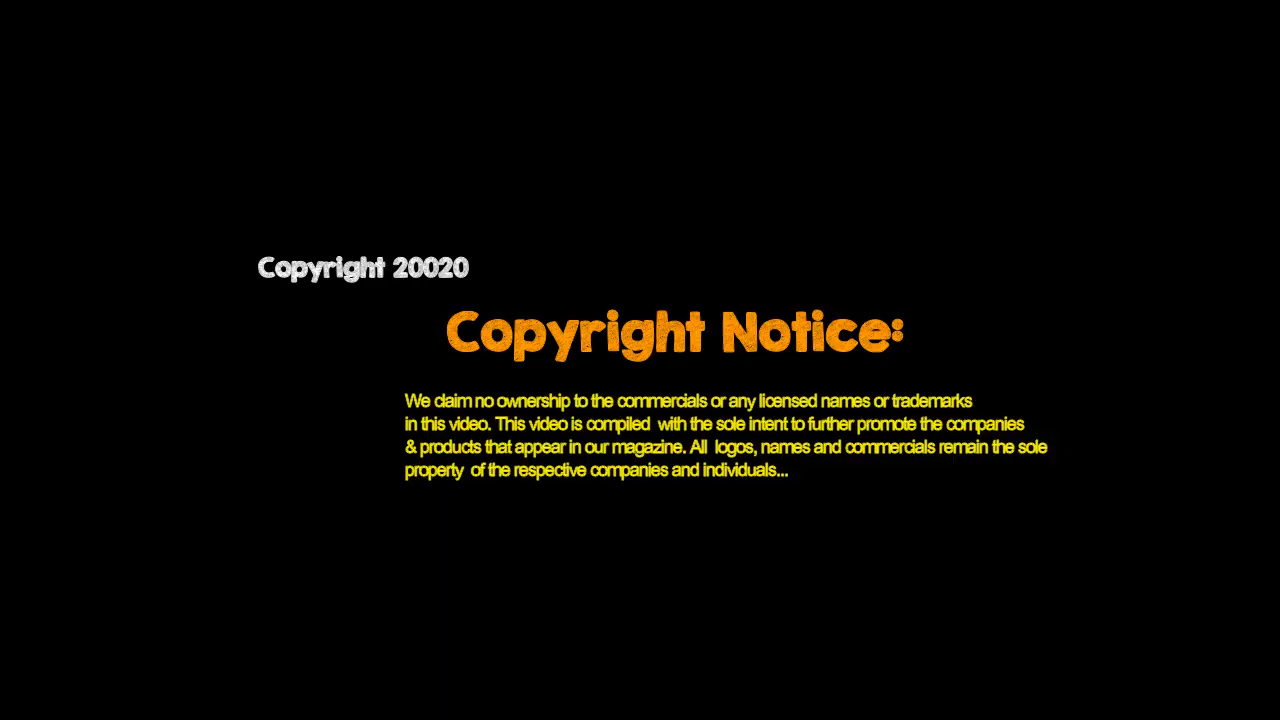 Copyright 20020
Copyright Notice:
We claim no ownership to the commercials or any licensed names or trademarks
in this video. This video is compiled with the sole intent to further promote the companies
& products that appear in our magazine. All logos, names and commercials remain the sole
property of the respective companies and individuals...